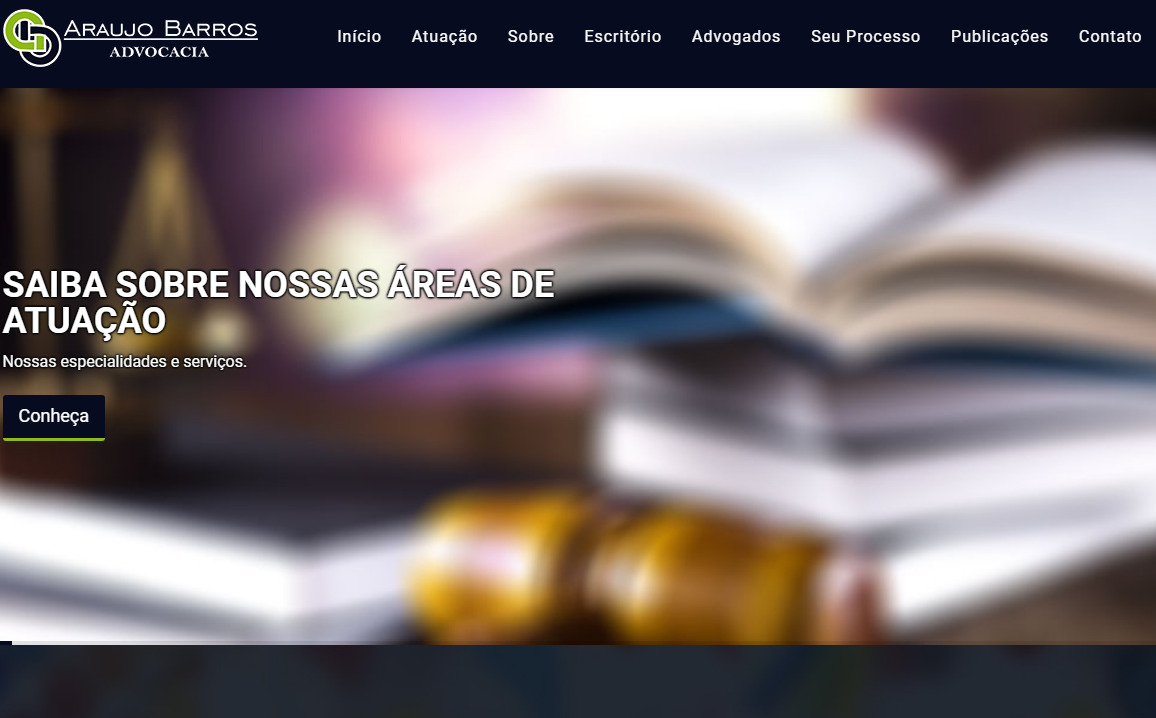 ARAUJO BARROS
ADVOCACIA
Início Atuação Sobre Escritório Advogados Seu Processo Publicações Contato
SAIBA SOBRE NOSSAS ÁREAS DE
ATUAÇÃO
Nossas especialidades e serviços.
Conheça